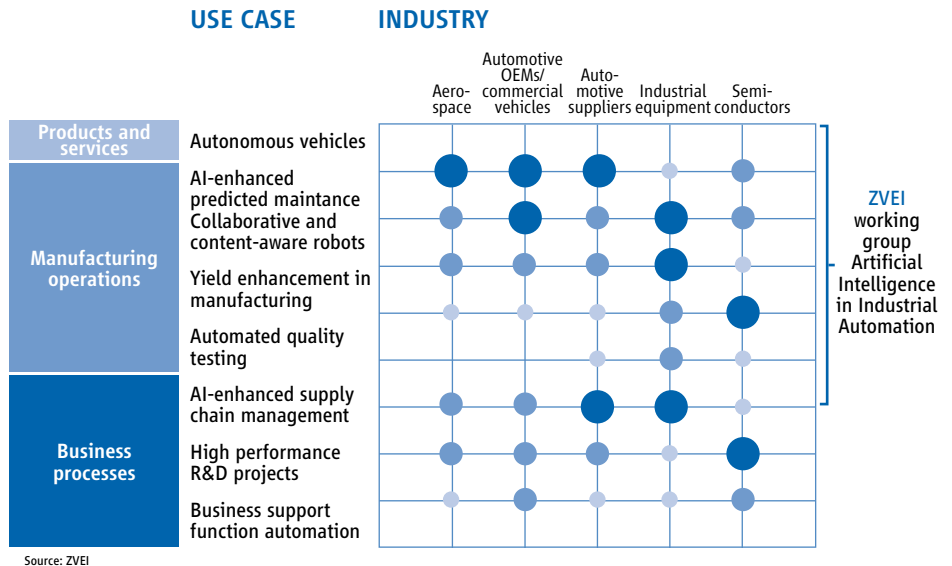 USE CASE
INDUSTRY
Aero-
space
Automotive
OEMs/
commercial
vehicles
Auto-
motive
suppliers
Industrial
equipment
Semi-
conductors
Products and
services
Autonomous vehicles
Manufacturing
operations
AI-enhanced
predicted maintance
Collaborative and
content-aware robots
Yield enhancement in
manufacturing
Automated quality
testing
Business
processes
AI-enhanced supply
chain management
High performance
R&D projects
Business support
function automation
ZVEI
working
group
Artificial
Intelligence
in Industrial
Automation
Source: ZVEI